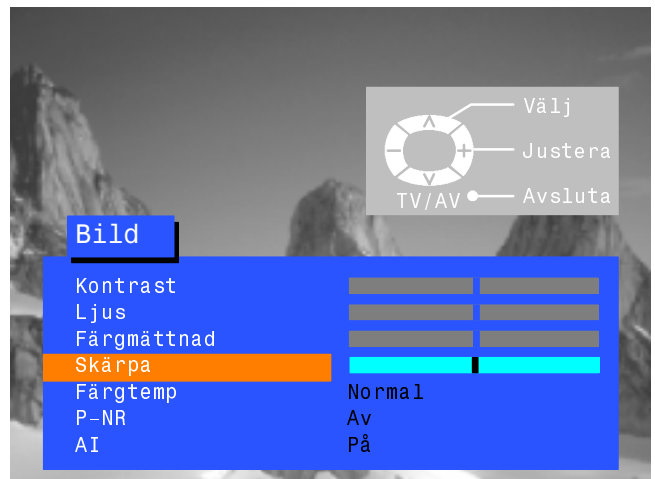 Välj
Justera
TV/AV Avsluta
Bild
Kontrast
Ljus
Färgmättnad
Skärpa
Färgtemp Normal
P-NR Av
AI På